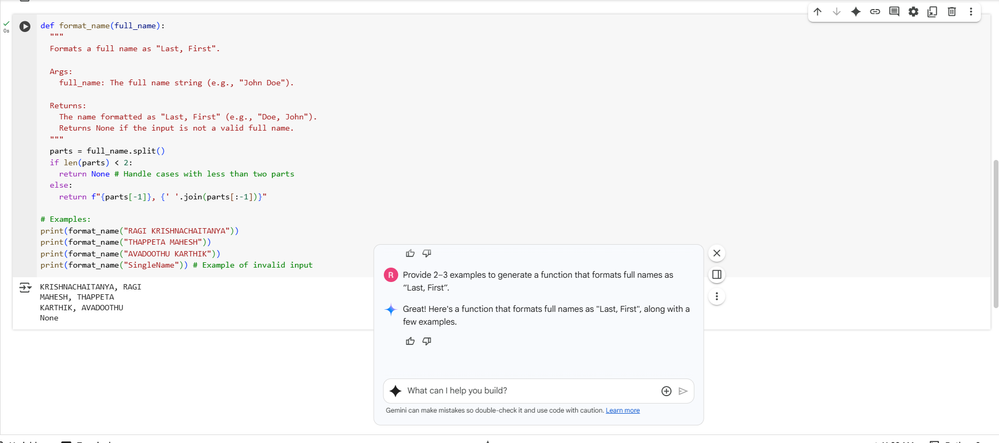 def format_name(full_name):
"""
Formats a full name as "Last, First".
Args:
full_name: The full name string (e.g., "John Doe").
Returns:
The name formatted as "Last, First" (e.g., "Doe, John").
Returns None if the input is not a valid full name.
"""
parts = full_name.split()
if len(parts) < 2:
return None # Handle cases with less than two parts
else:
return f"{parts[-1]}, {' '.join(parts[:-1])}"
# Examples:
print(format_name("RAGI KRISHNACHAITANYA"))
print(format_name("THAPPETA MAHESH"))
print(format_name("AVADOOTHU KARTHIK"))
print(format_name("SingleName")) # Example of invalid input
0s
KRISHNACHAITANYA, RAGI
MAHESH, THAPPETA
KARTHIK, AVADOOTHU
None
R
Provide 2–3 examples to generate a function that formats full names as
“Last, First”.
Great! Here's a function that formats full names as "Last, First", along with a
few examples.
What can I help you build?
Gemini can make mistakes so double-check it and use code with caution. Learn more